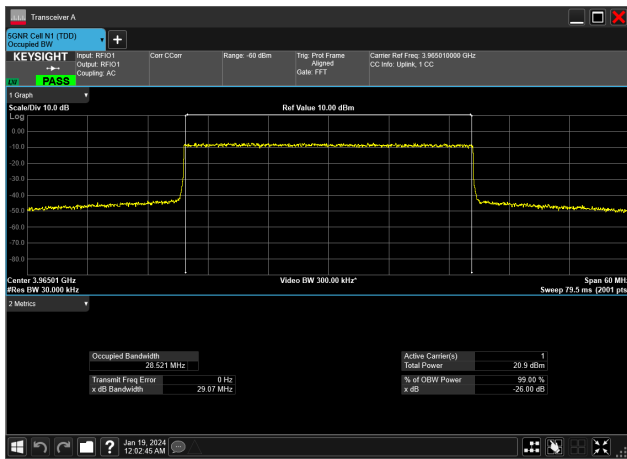 Transceiver A
5GNR Cell N1 (TDD)
Occupied BW
+
KEYSIGHT
PASS
Input: RFIO1
Output: RFIO1
Coupling: AC
Corr CCorr
Range: -60 dBm
Trig: Prot Frame
Aligned
Gate: FFT
Carrier Ref Freq: 3.965010000 GHz
CC Info: Uplink, 1 CC
1 Graph
Scale/Div 10.0 dB
Ref Value 10.00 dBm
Log
0.00
-10.0
-20.0
-30.0
-40.0
-50.0
-60.0
-70.0
-80.0
Center 3.96501 GHz
Video BW 300.00 kHz*
Span 60 MHz
#Res BW 30.000 kHz
Sweep 79.5 ms (2001 pts
2 Metrics
Occupied Bandwidth
28.521 MHz
Transmit Freq Error 0 Hz
x dB Bandwidth 29.07 MHz
Active Carrier(s) 1
Total Power 20.9 dBm
% of OBW Power 99.00 %
x dB -26.00 dB
?
Jan 19, 2024
12:02:45 AM